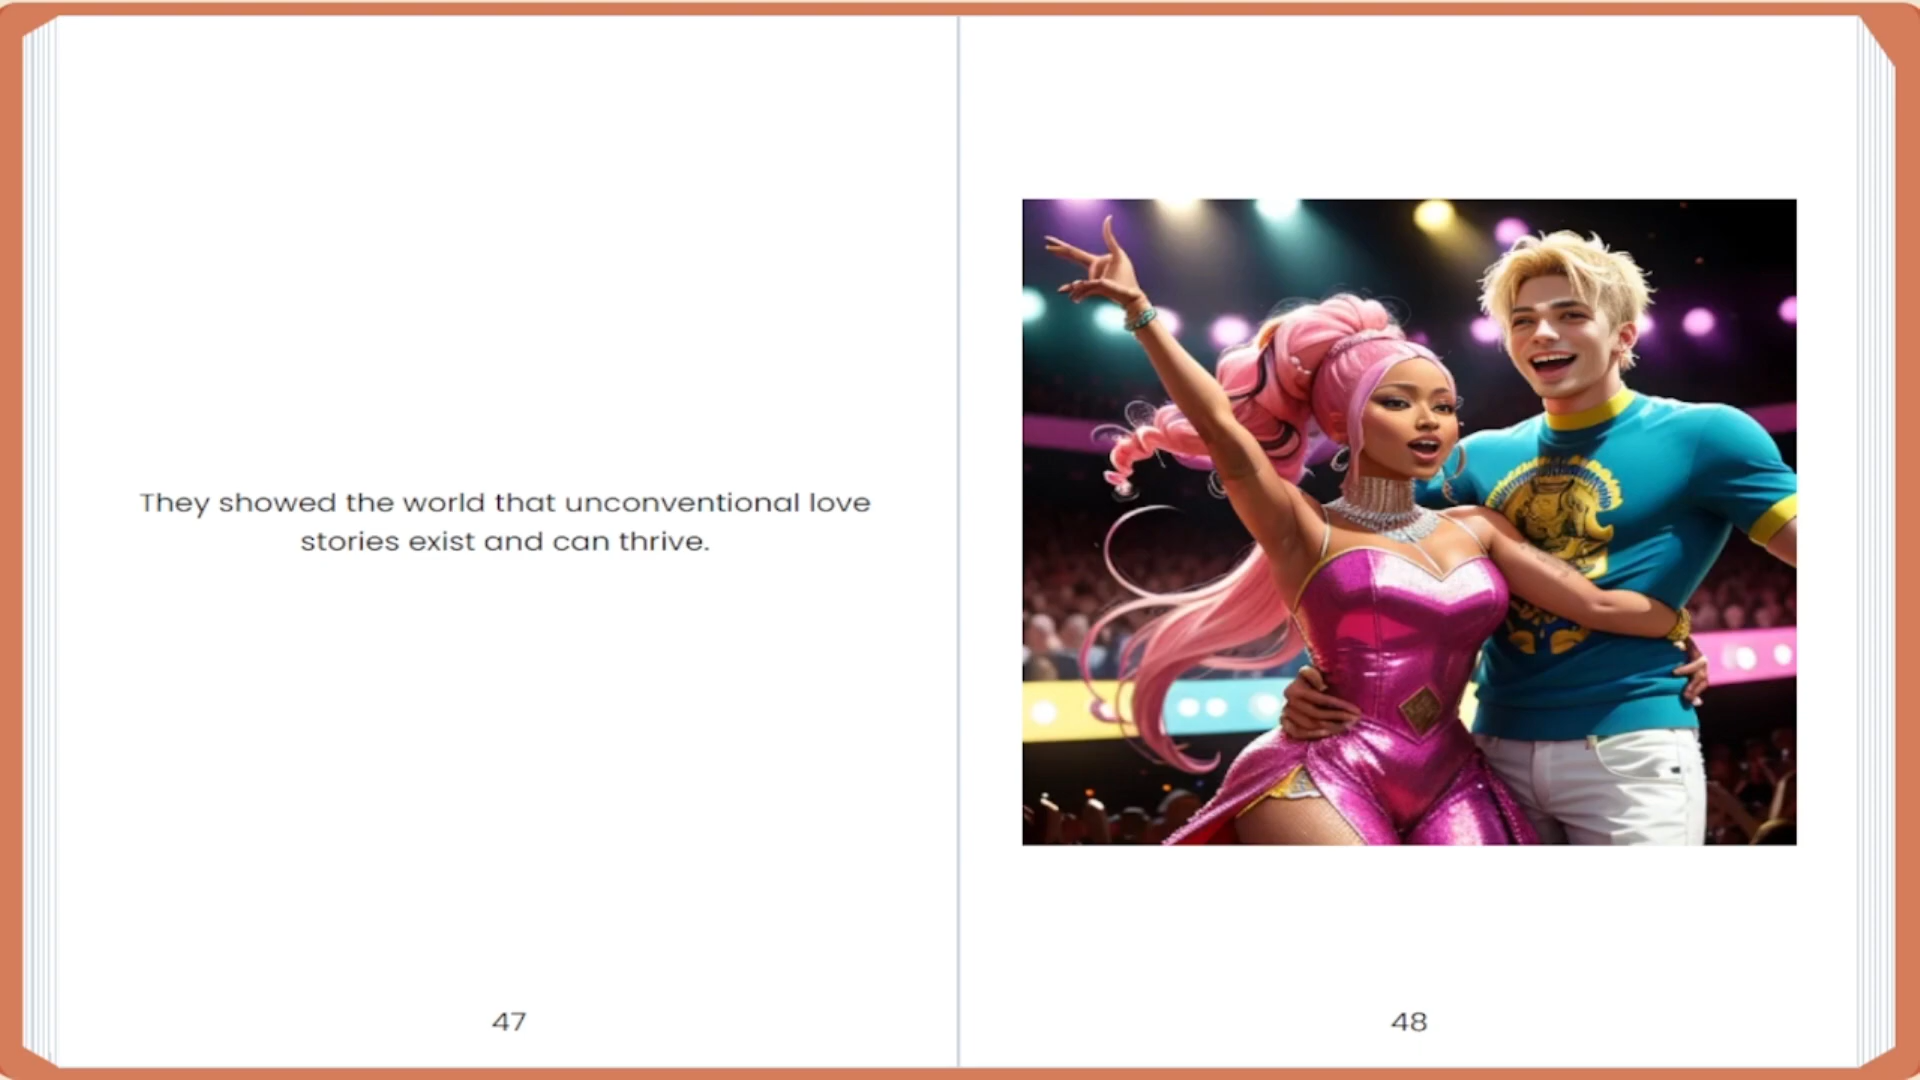 They showed the world that unconventional love
stories exist and can thrive.
47
48